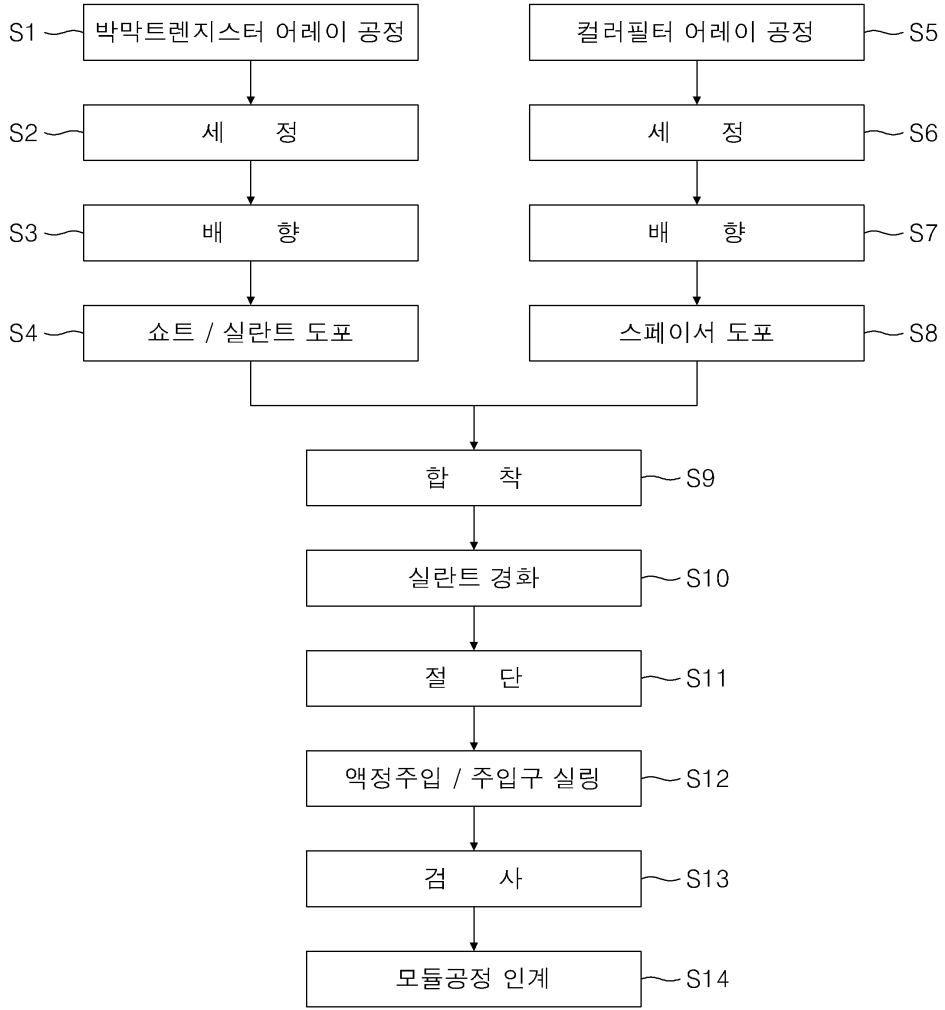 S1 박막트렌지스터 어레이 공정 컬러필터 어레이 공정 S5
S2 세 정 세 정 S6
S3 배 향 배 향 S7
S4 쇼트 / 실란트 도포 스페이서 도포 S8
합 착 S9
실란트 경화 S10
절 단 S11
액정주입 / 주입구 실링 S12
검 사 S13
모듈공정 인계 S14